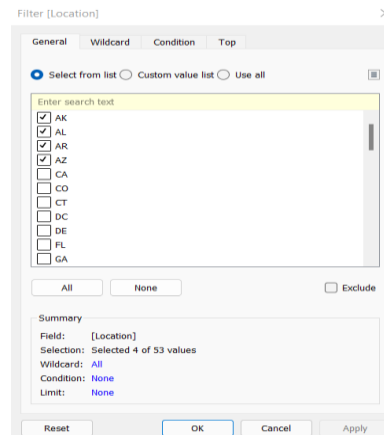 Filter [Location]
General Wildcard Condition Top
Select from list Custom value list Use all
Enter search text
AK
AL
AR
AZ
CA
CO
CT
DC
DE
FL
GA
All None Exclude
Summary
Field: [Location]
Selection: Selected 4 of 53 values
Wildcard: All
Condition: None
Limit: None
Reset OK Cancel Apply